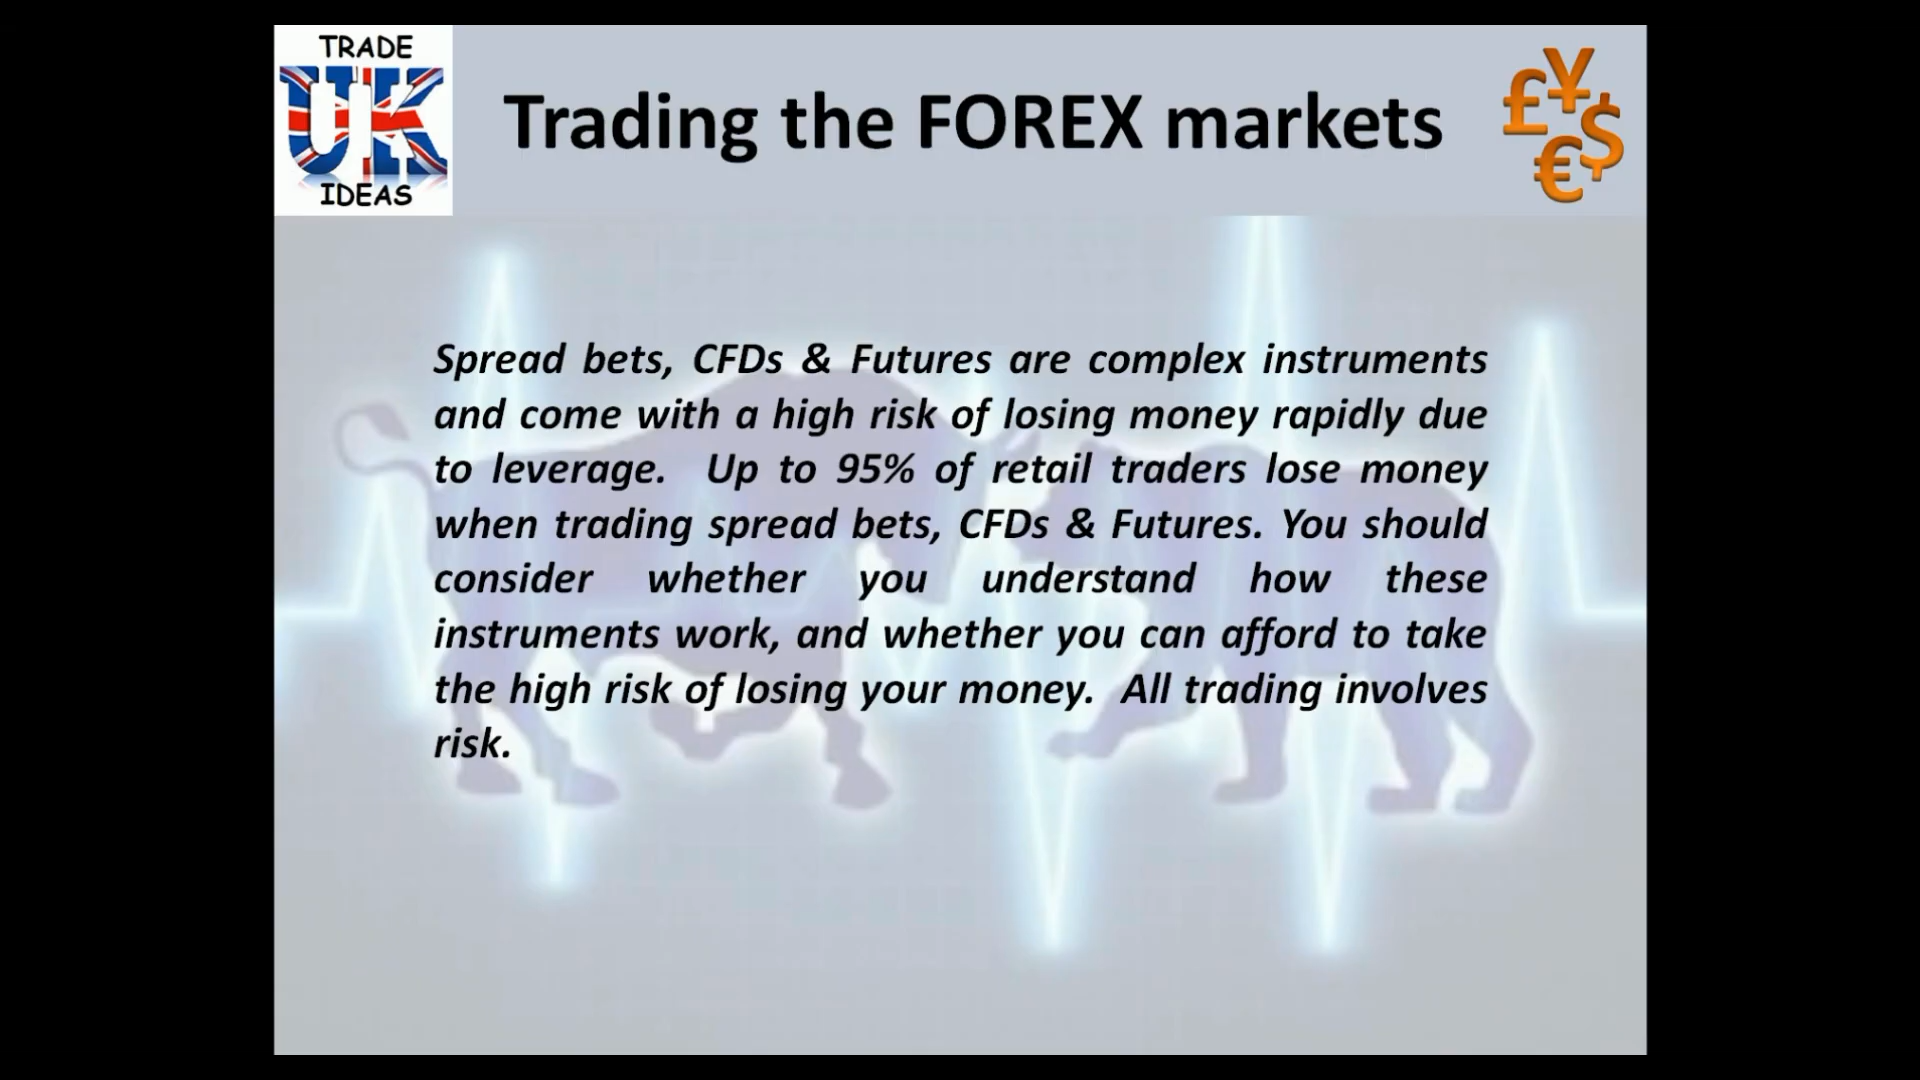 TRADE
UK
IDEAS
Trading the FOREX markets
£¥$€
Spread bets, CFDs & Futures are complex instruments
and come with a high risk of losing money rapidly due
to leverage.  Up to 95% of retail traders lose money
when trading spread bets, CFDs & Futures. You should
consider whether you understand how these
instruments work, and whether you can afford to take
the high risk of losing your money.  All trading involves
risk.